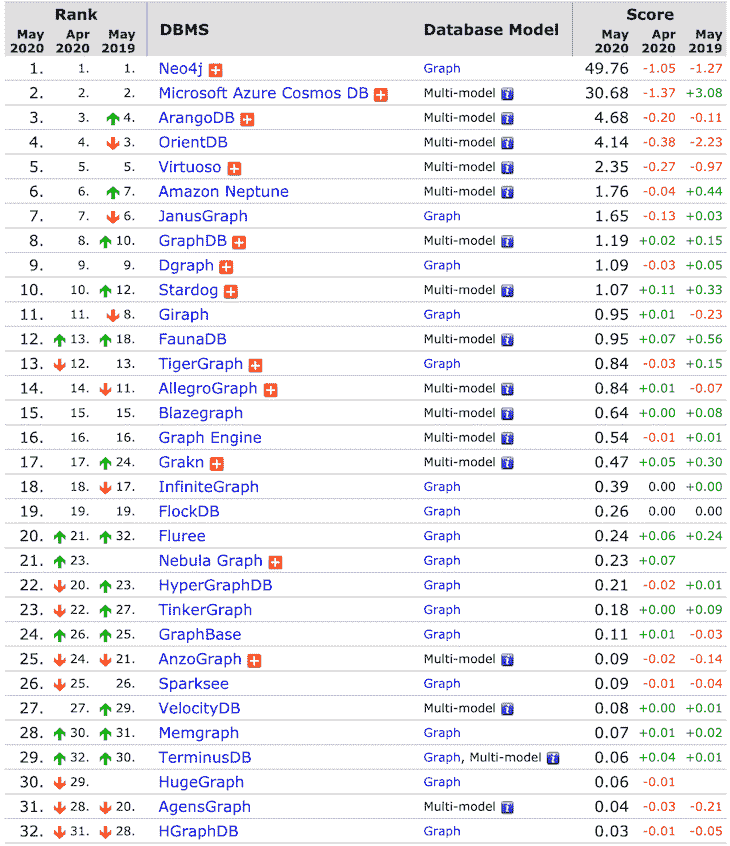 Rank Score
DBMS Database Model
May Apr May May Apr May
2020 2020 2019 2020 2020 2019
1. 1. 1. Neo4j Graph 49.76 -1.05 -1.27
2. 2. 2. Microsoft Azure Cosmos DB Multi-model 30.68 -1.37 +3.08
3. 3. 4. ArangoDB Multi-model 4.68 -0.20 -0.11
4. 4. 3. OrientDB Multi-model 4.14 -0.38 -2.23
5. 5. 5. Virtuoso Multi-model 2.35 -0.27 -0.97
6. 6. 7. Amazon Neptune Multi-model 1.76 -0.04 +0.44
7. 7. 6. JanusGraph Graph 1.65 -0.13 +0.03
8. 8. 10. GraphDB Multi-model 1.19 +0.02 +0.15
9. 9. 9. Dgraph Graph 1.09 -0.03 +0.05
10. 10. 12. Stardog Multi-model 1.07 +0.11 +0.33
11. 11. 8. Giraph Graph 0.95 +0.01 -0.23
12. 13. 18. FaunaDB Multi-model 0.95 +0.07 +0.56
13. 12. 13. TigerGraph Graph 0.84 -0.03 +0.15
14. 14. 11. AllegroGraph Multi-model 0.84 +0.01 -0.07
15. 15. 15. Blazegraph Multi-model 0.64 +0.00 +0.08
16. 16. 16. Graph Engine Multi-model 0.54 -0.01 +0.01
17. 17. 24. Grakn Multi-model 0.47 +0.05 +0.30
18. 18. 17. InfiniteGraph Graph 0.39 0.00 +0.00
19. 19. 19. FlockDB Graph 0.26 0.00 0.00
20. 21. 32. Fluree Graph 0.24 +0.06 +0.24
21. 23. Nebula Graph Graph 0.23 +0.07
22. 20. 23. HyperGraphDB Graph 0.21 -0.02 +0.01
23. 22. 27. TinkerGraph Graph 0.18 +0.00 +0.09
24. 26. 25. GraphBase Graph 0.11 +0.01 -0.03
25. 24. 21. AnzoGraph Multi-model 0.09 -0.02 -0.14
26. 25. 26. Sparksee Graph 0.09 -0.01 -0.04
27. 27. 29. VelocityDB Multi-model 0.08 +0.00 +0.01
28. 30. 31. Memgraph Graph 0.07 +0.01 +0.02
29. 32. 30. TerminusDB Graph, Multi-model 0.06 +0.04 +0.01
30. 29. HugeGraph Graph 0.06 -0.01
31. 28. 20. AgensGraph Multi-model 0.04 -0.03 -0.21
32. 31. 28. HGraphDB Graph 0.03 -0.01 -0.05